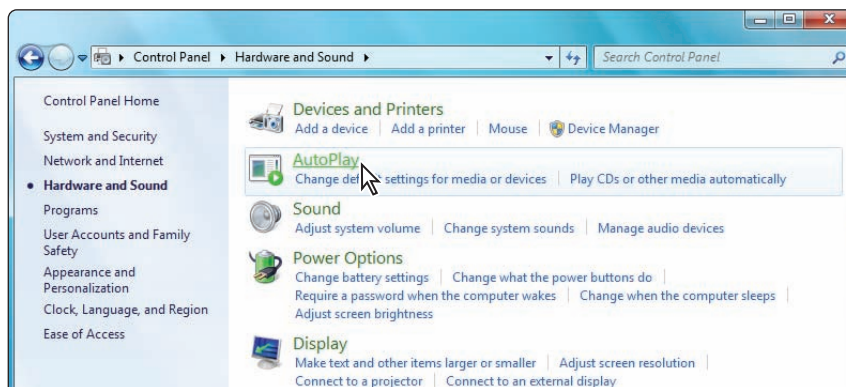 Control Panel Hardware and Sound
Search Control Panel
Control Panel Home
System and Security
Network and Internet
Hardware and Sound
Programs
User Accounts and Family
Safety
Appearance and
Personalization
Clock, Language, and Region
Ease of Access
Devices and Printers
Add a device Add a printer Mouse Device Manager
AutoPlay
Change settings for media or devices Play CDs or other media automatically
Sound
Adjust system volume Change system sounds Manage audio devices
Power Options
Change battery settings Change what the power buttons do
Require a password when the computer wakes Change when the computer sleeps
Adjust screen brightness
Display
Make text and other items larger or smaller Adjust screen resolution
Connect to a projector Connect to an external display